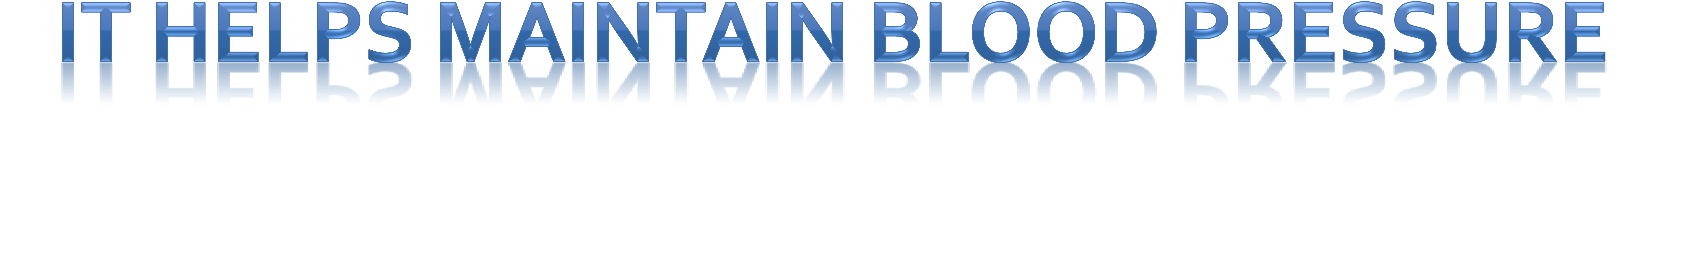 IT HELPS MAINTAIN BLOOD PRESSURE